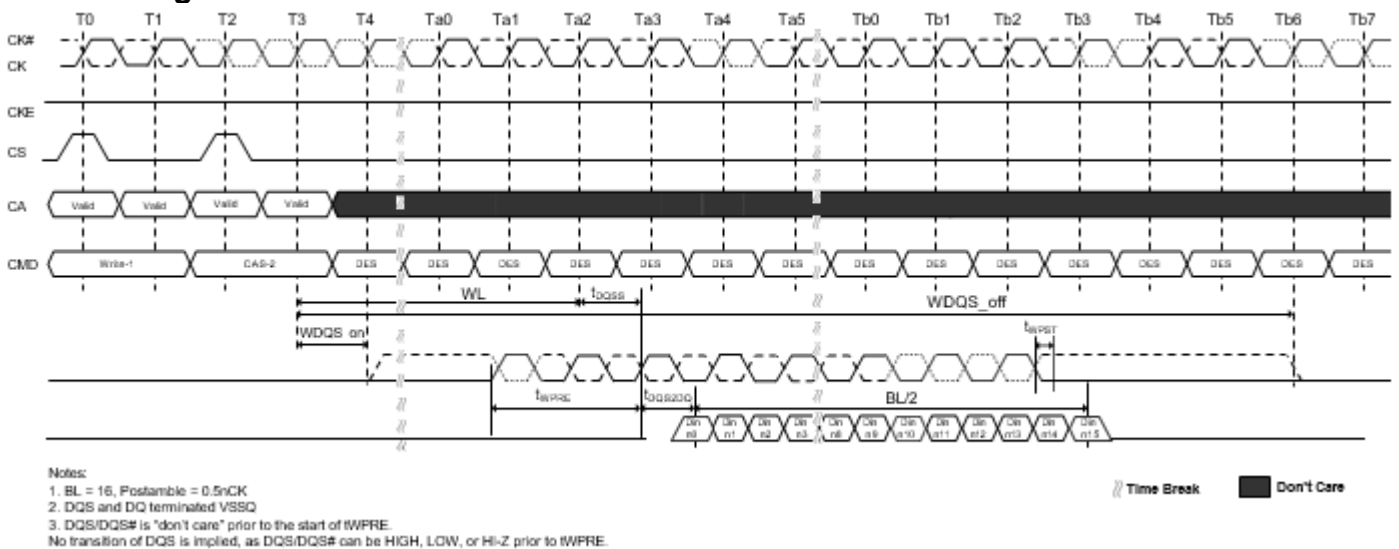 T0 T1 T2 T3 T4 Ta0 Ta1 Ta2 Ta3 Ta4 Ta5 Tb0 Tb1 Tb2 Tb3 Tb4 Tb5 Tb6 Tb7
CK#
CK
CKE
CS
CA Valid Valid Valid Valid
CMD Write-1 CAS-2 DES DES DES DES DES DES DES DES DES DES DES DES DES DES DES
WL tDQSS WDQS_off
WDQS_on tWPST
tWPRE tDQS2DQ BL/2
Din Din Din Din Din Din Din Din Din Din Din Din
n0 n1 n2 n3 n8 n9 n10 n11 n12 n13 n14 n15
Notes:
1. BL = 16, Postamble = 0.5nCK
2. DQS and DQ terminated VSSQ
3. DQS/DQS# is "don't care" prior to the start of tWPRE.
No transition of DQS is implied, as DQS/DQS# can be HIGH, LOW, or HI-Z prior to tWPRE.
Time Break Don't Care